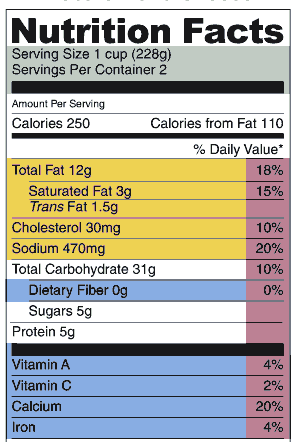 Nutrition Facts
Serving Size 1 cup (228g)
Servings Per Container 2
Amount Per Serving
Calories 250 Calories from Fat 110
% Daily Value*
Total Fat 12g 18%
Saturated Fat 3g 15%
Trans Fat 1.5g
Cholesterol 30mg 10%
Sodium 470mg 20%
Total Carbohydrate 31g 10%
Dietary Fiber 0g 0%
Sugars 5g
Protein 5g
Vitamin A 4%
Vitamin C 2%
Calcium 20%
Iron 4%